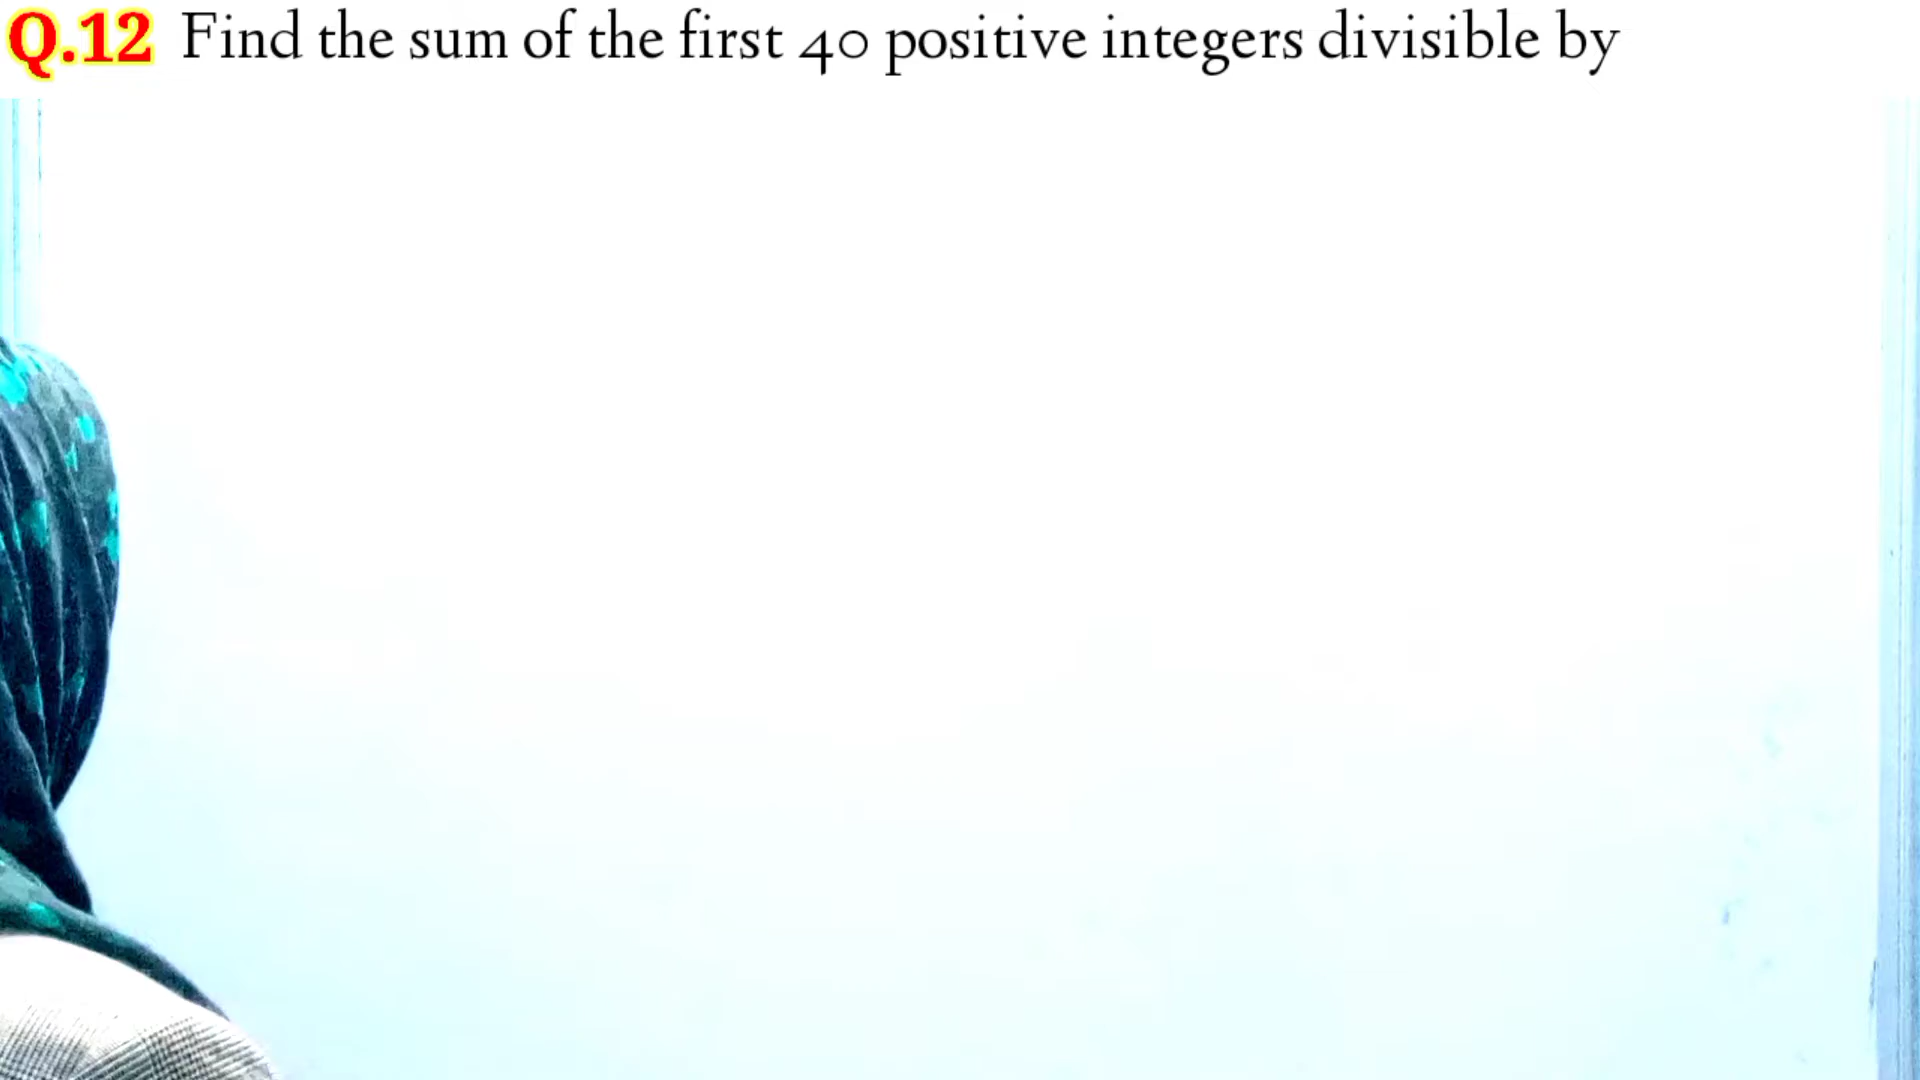 Q.12 Find the sum of the first 40 positive integers divisible by